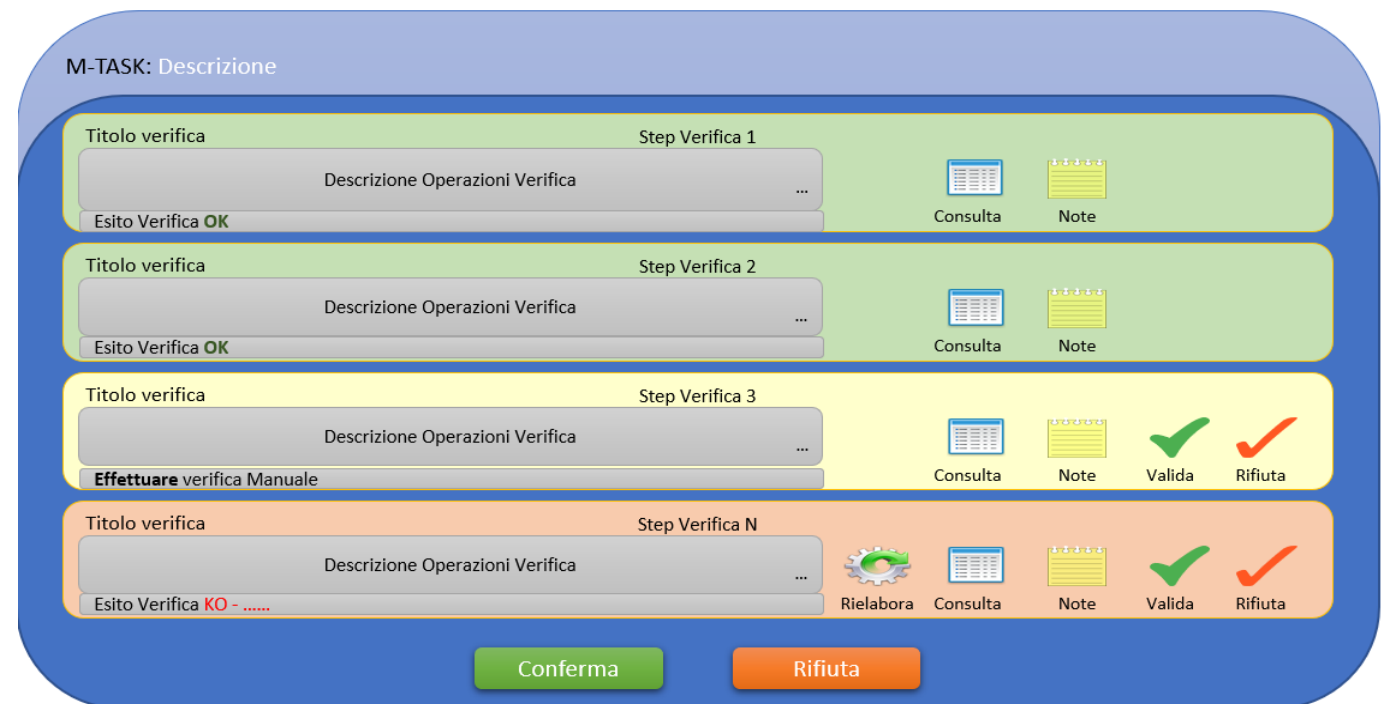 M-TASK: Descrizione
Titolo verifica Step Verifica 1
Descrizione Operazioni Verifica ...
Esito Verifica OK
Consulta Note
Titolo verifica Step Verifica 2
Descrizione Operazioni Verifica ...
Esito Verifica OK
Consulta Note
Titolo verifica Step Verifica 3
Descrizione Operazioni Verifica ...
Effettuare verifica Manuale
Consulta Note Valida Rifiuta
Titolo verifica Step Verifica N
Descrizione Operazioni Verifica ...
Esito Verifica KO - ......
Rielabora Consulta Note Valida Rifiuta
Conferma Rifiuta